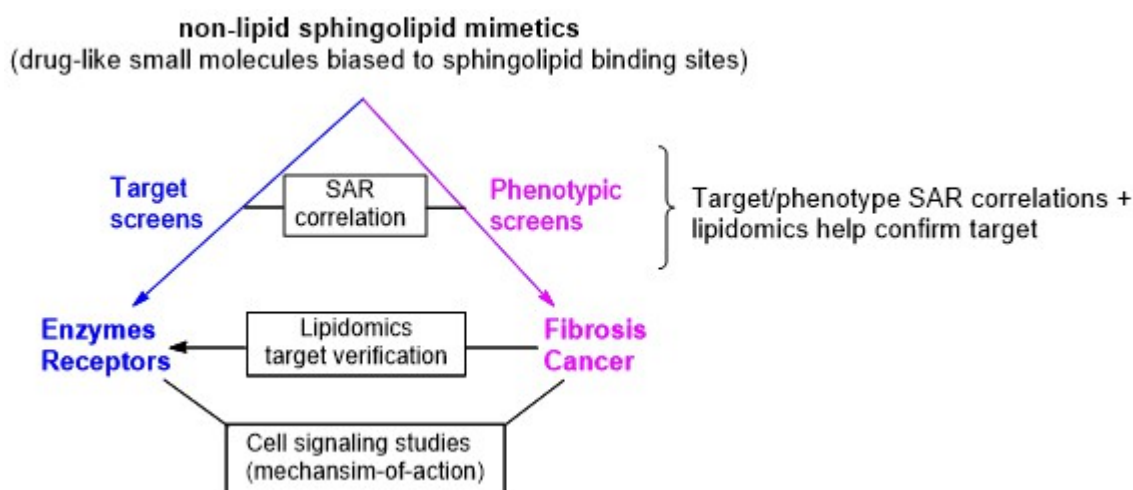 non-lipid sphingolipid mimetics
(drug-like small molecules biased to sphingolipid binding sites)
Target
screens
SAR
correlation
Phenotypic
screens
Target/phenotype SAR correlations +
lipidomics help confirm target
Enzymes
Receptors
Lipidomics
target verification
Fibrosis
Cancer
Cell signaling studies
(mechansim-of-action)